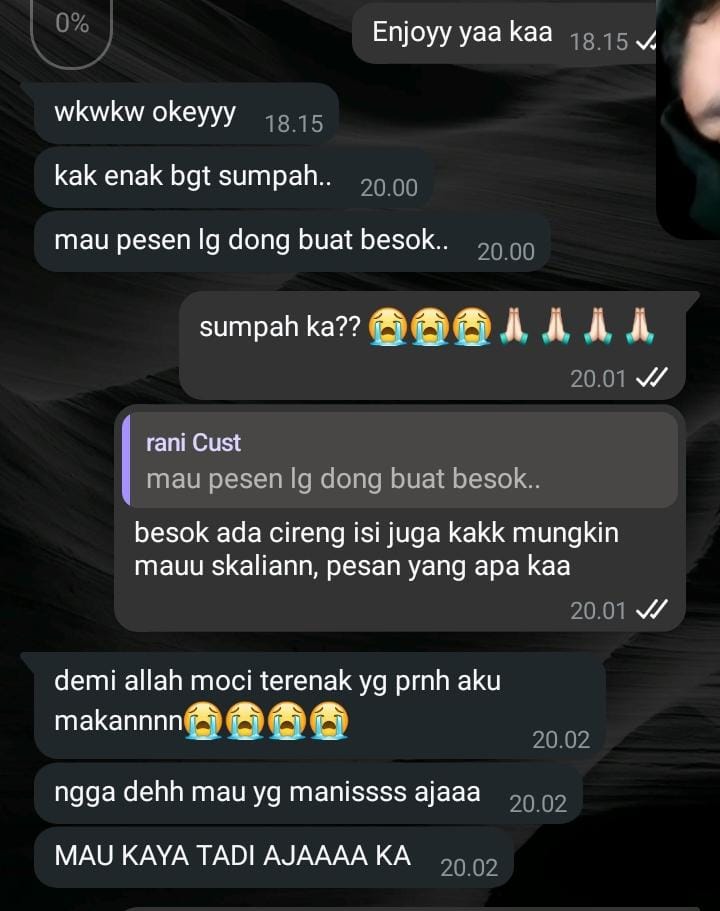 0%
Enjoyy yaa kaa 18.15
wkwkw okeyyy 18.15
kak enak bgt sumpah.. 20.00
mau pesen lg dong buat besok.. 20.00
sumpah ka?? 😭😭😭🙏🏻🙏🏻🙏🏻🙏🏻
20.01
rani Cust
mau pesen lg dong buat besok..
besok ada cireng isi juga kakk mungkin
mauu skaliann, pesan yang apa kaa
20.01
demi allah moci terenak yg prnh aku
makannnn😭😭😭😭
20.02
ngga dehh mau yg manissss ajaaa 20.02
MAU KAYA TADI AJAAAA KA 20.02